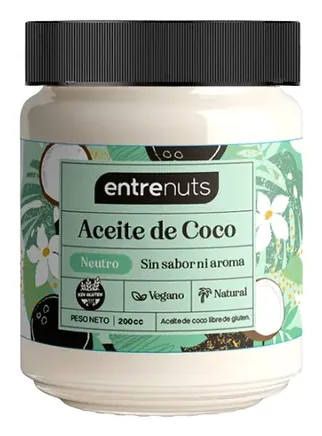 entrenuts
Aceite de Coco
Neutro Sin sabor ni aroma
SIN GLUTEN Vegano Natural
PESO NETO 200cc Aceite de coco libre de gluten.